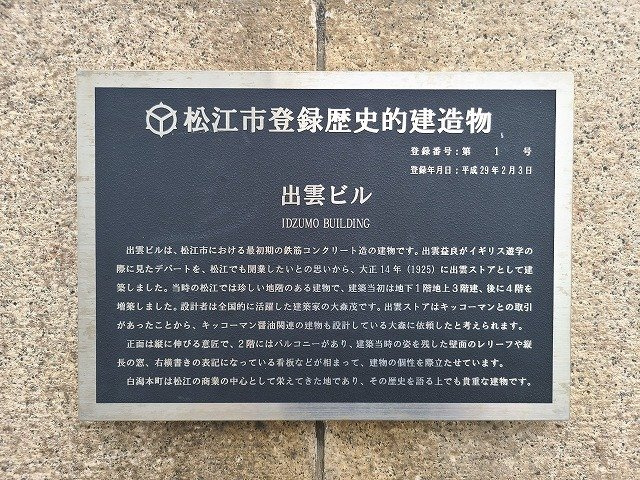 松江市登録歴史的建造物
登録番号：第　1　号
登録年月日：平成29年2月3日
出雲ビル
IDZUMO BUILDING
出雲ビルは、松江市における最初期の鉄筋コンクリート造の建物です。出雲益良がイギリス遊学の
際に見たデパートを、松江でも開業したいとの思いから、大正14年（1925）に出雲ストアとして建
築しました。当時の松江では珍しい地階のある建物で、建築当初は地下1階地上3階建、後に4階を
増築しました。設計者は全国的に活躍した建築家の大森茂です。出雲ストアはキッコーマンとの取引
があったことから、キッコーマン醤油関連の建物も設計している大森に依頼したと考えられます。
正面は縦に伸びる意匠で、2階にはバルコニーがあり、建築当時の姿を残した壁面のレリーフや縦
長の窓、右横書きの表記になっている看板などが相まって、建物の個性を際立たせています。
白潟本町は松江の商業の中心として栄えてきた地であり、その歴史を語る上でも貴重な建物です。